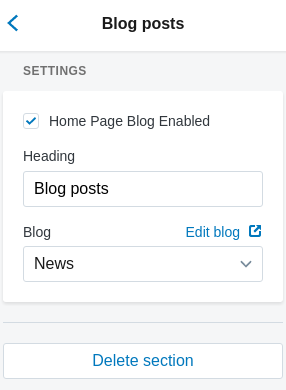 Blog posts
SETTINGS
Home Page Blog Enabled
Heading
Blog posts
Blog Edit blog
News
Delete section